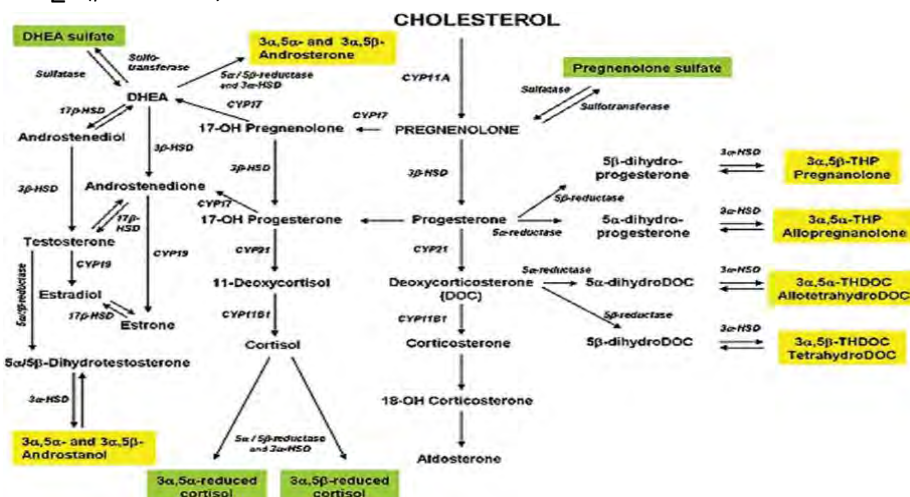 CHOLESTEROL
DHEA sulfate
3α,5α- and 3α,5β-
Androsterone
Sulfatase
Sulfo-
transferase
5α / 5β-reductase
and 3α-HSD
CYP11A
Pregnenolone sulfate
Sulfatase
Sulfotransferase
DHEA
17β-HSD
CYP17
Androstenediol
17-OH Pregnenolone
CYP17
PREGNENOLONE
3β-HSD
3β-HSD
3β-HSD
3β-HSD
5β-dihydro-
progesterone
3α-HSD
3α,5β-THP
Pregnanolone
Androstenedione
CYP17
5β-reductase
17β-
HSD
17-OH Progesterone
Progesterone
5α-reductase
5α-dihydro-
progesterone
3α-HSD
3α,5α-THP
Allopregnanolone
Testosterone
CYP19
CYP19
CYP21
CYP21
5α/5β-reductase
Estradiol
11-Deoxycortisol
Deoxycorticosterone
(DOC)
5α-reductase
5α-dihydroDOC
3α-HSD
3α,5α-THDOC
AllotetrahydroDOC
17β-HSD
Estrone
CYP11B1
CYP11B1
5β-reductase
5α/5β-Dihydrotestosterone
Cortisol
Corticosterone
5β-dihydroDOC
3α-HSD
3α,5β-THDOC
TetrahydroDOC
3α-HSD
18-OH Corticosterone
3α,5α- and 3α,5β-
Androstanol
5α / 5β-reductase
and 3α-HSD
Aldosterone
3α,5α-reduced
cortisol
3α,5β-reduced
cortisol